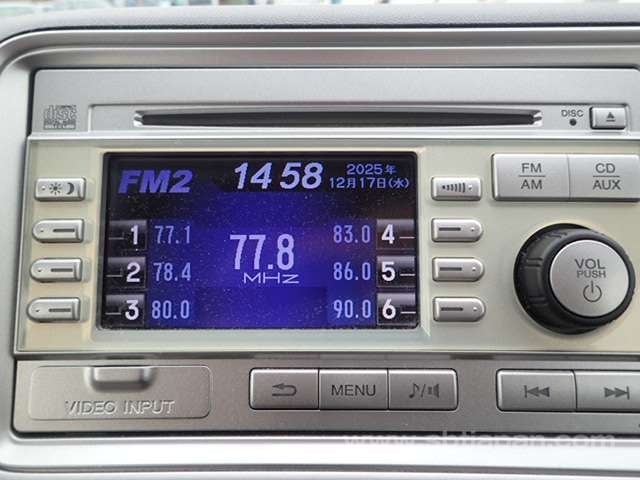 disc
DISC
FM2
14 58
2025年
12月17日(水)
FM
AM
CD
AUX
1 77.1
2 78.4
3 80.0
77.8
MHz
83.0 4
86.0 5
90.0 6
VOL
PUSH
VIDEO INPUT
MENU